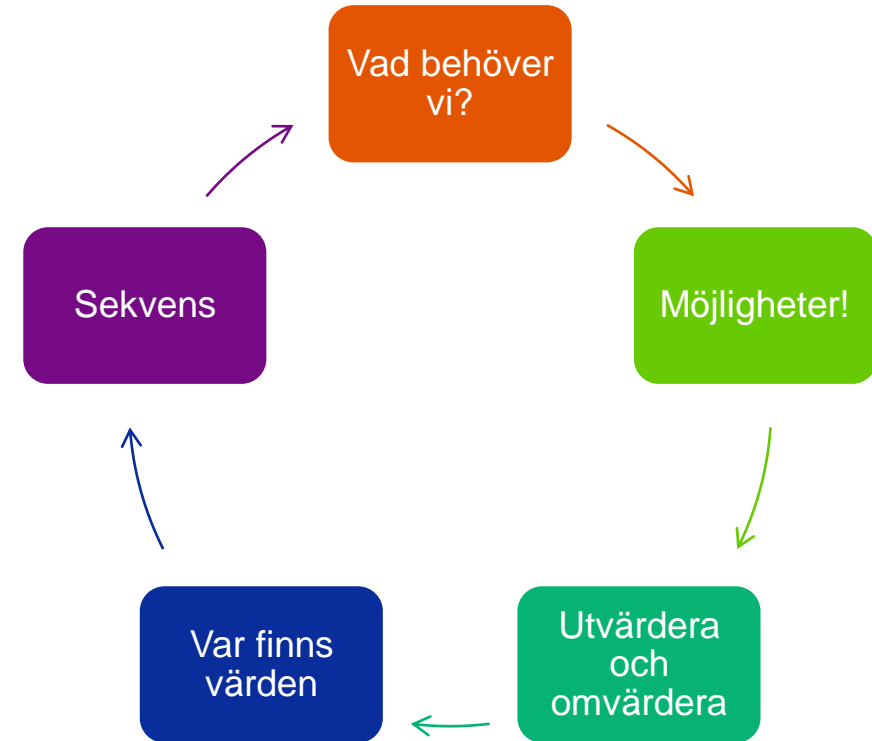 Vad behöver
vi?
Möjligheter!
Utvärdera
och
omvärdera
Var finns
värden
Sekvens